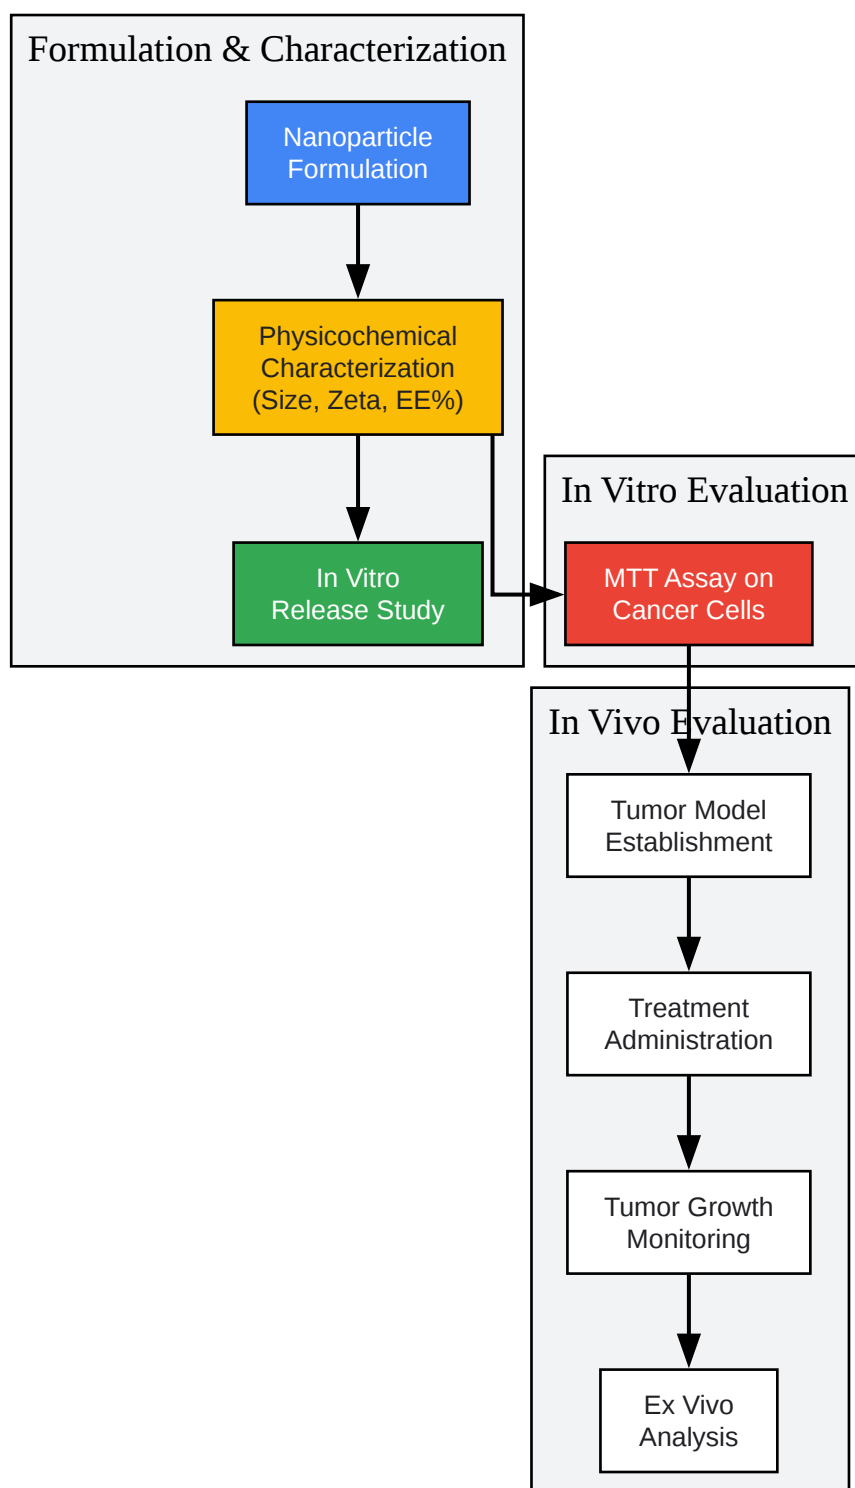 Formulation & Characterization
Nanoparticle
Formulation
Physicochemical
Characterization
(Size, Zeta, EE%)
In Vitro
Release Study
In Vitro Evaluation
MTT Assay on
Cancer Cells
In Vivo Evaluation
Tumor Model
Establishment
Treatment
Administration
Tumor Growth
Monitoring
Ex Vivo
Analysis